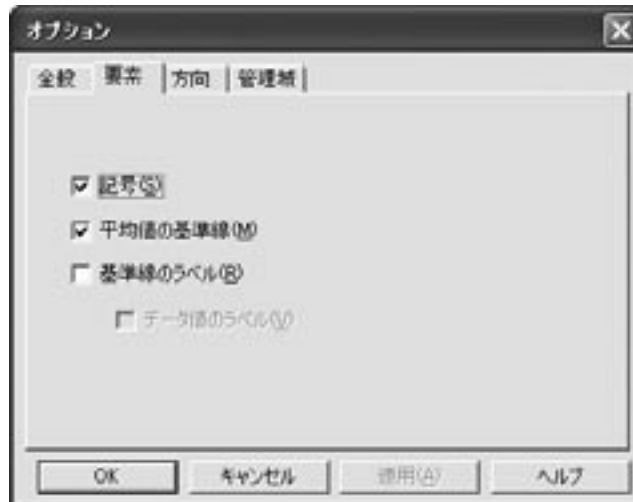 オプション
全般 要素 方向 管理域
記号(S)
平均値の基準線(M)
基準線のラベル(R)
データ値のラベル(V)
OK キャンセル 適用(A) ヘルプ